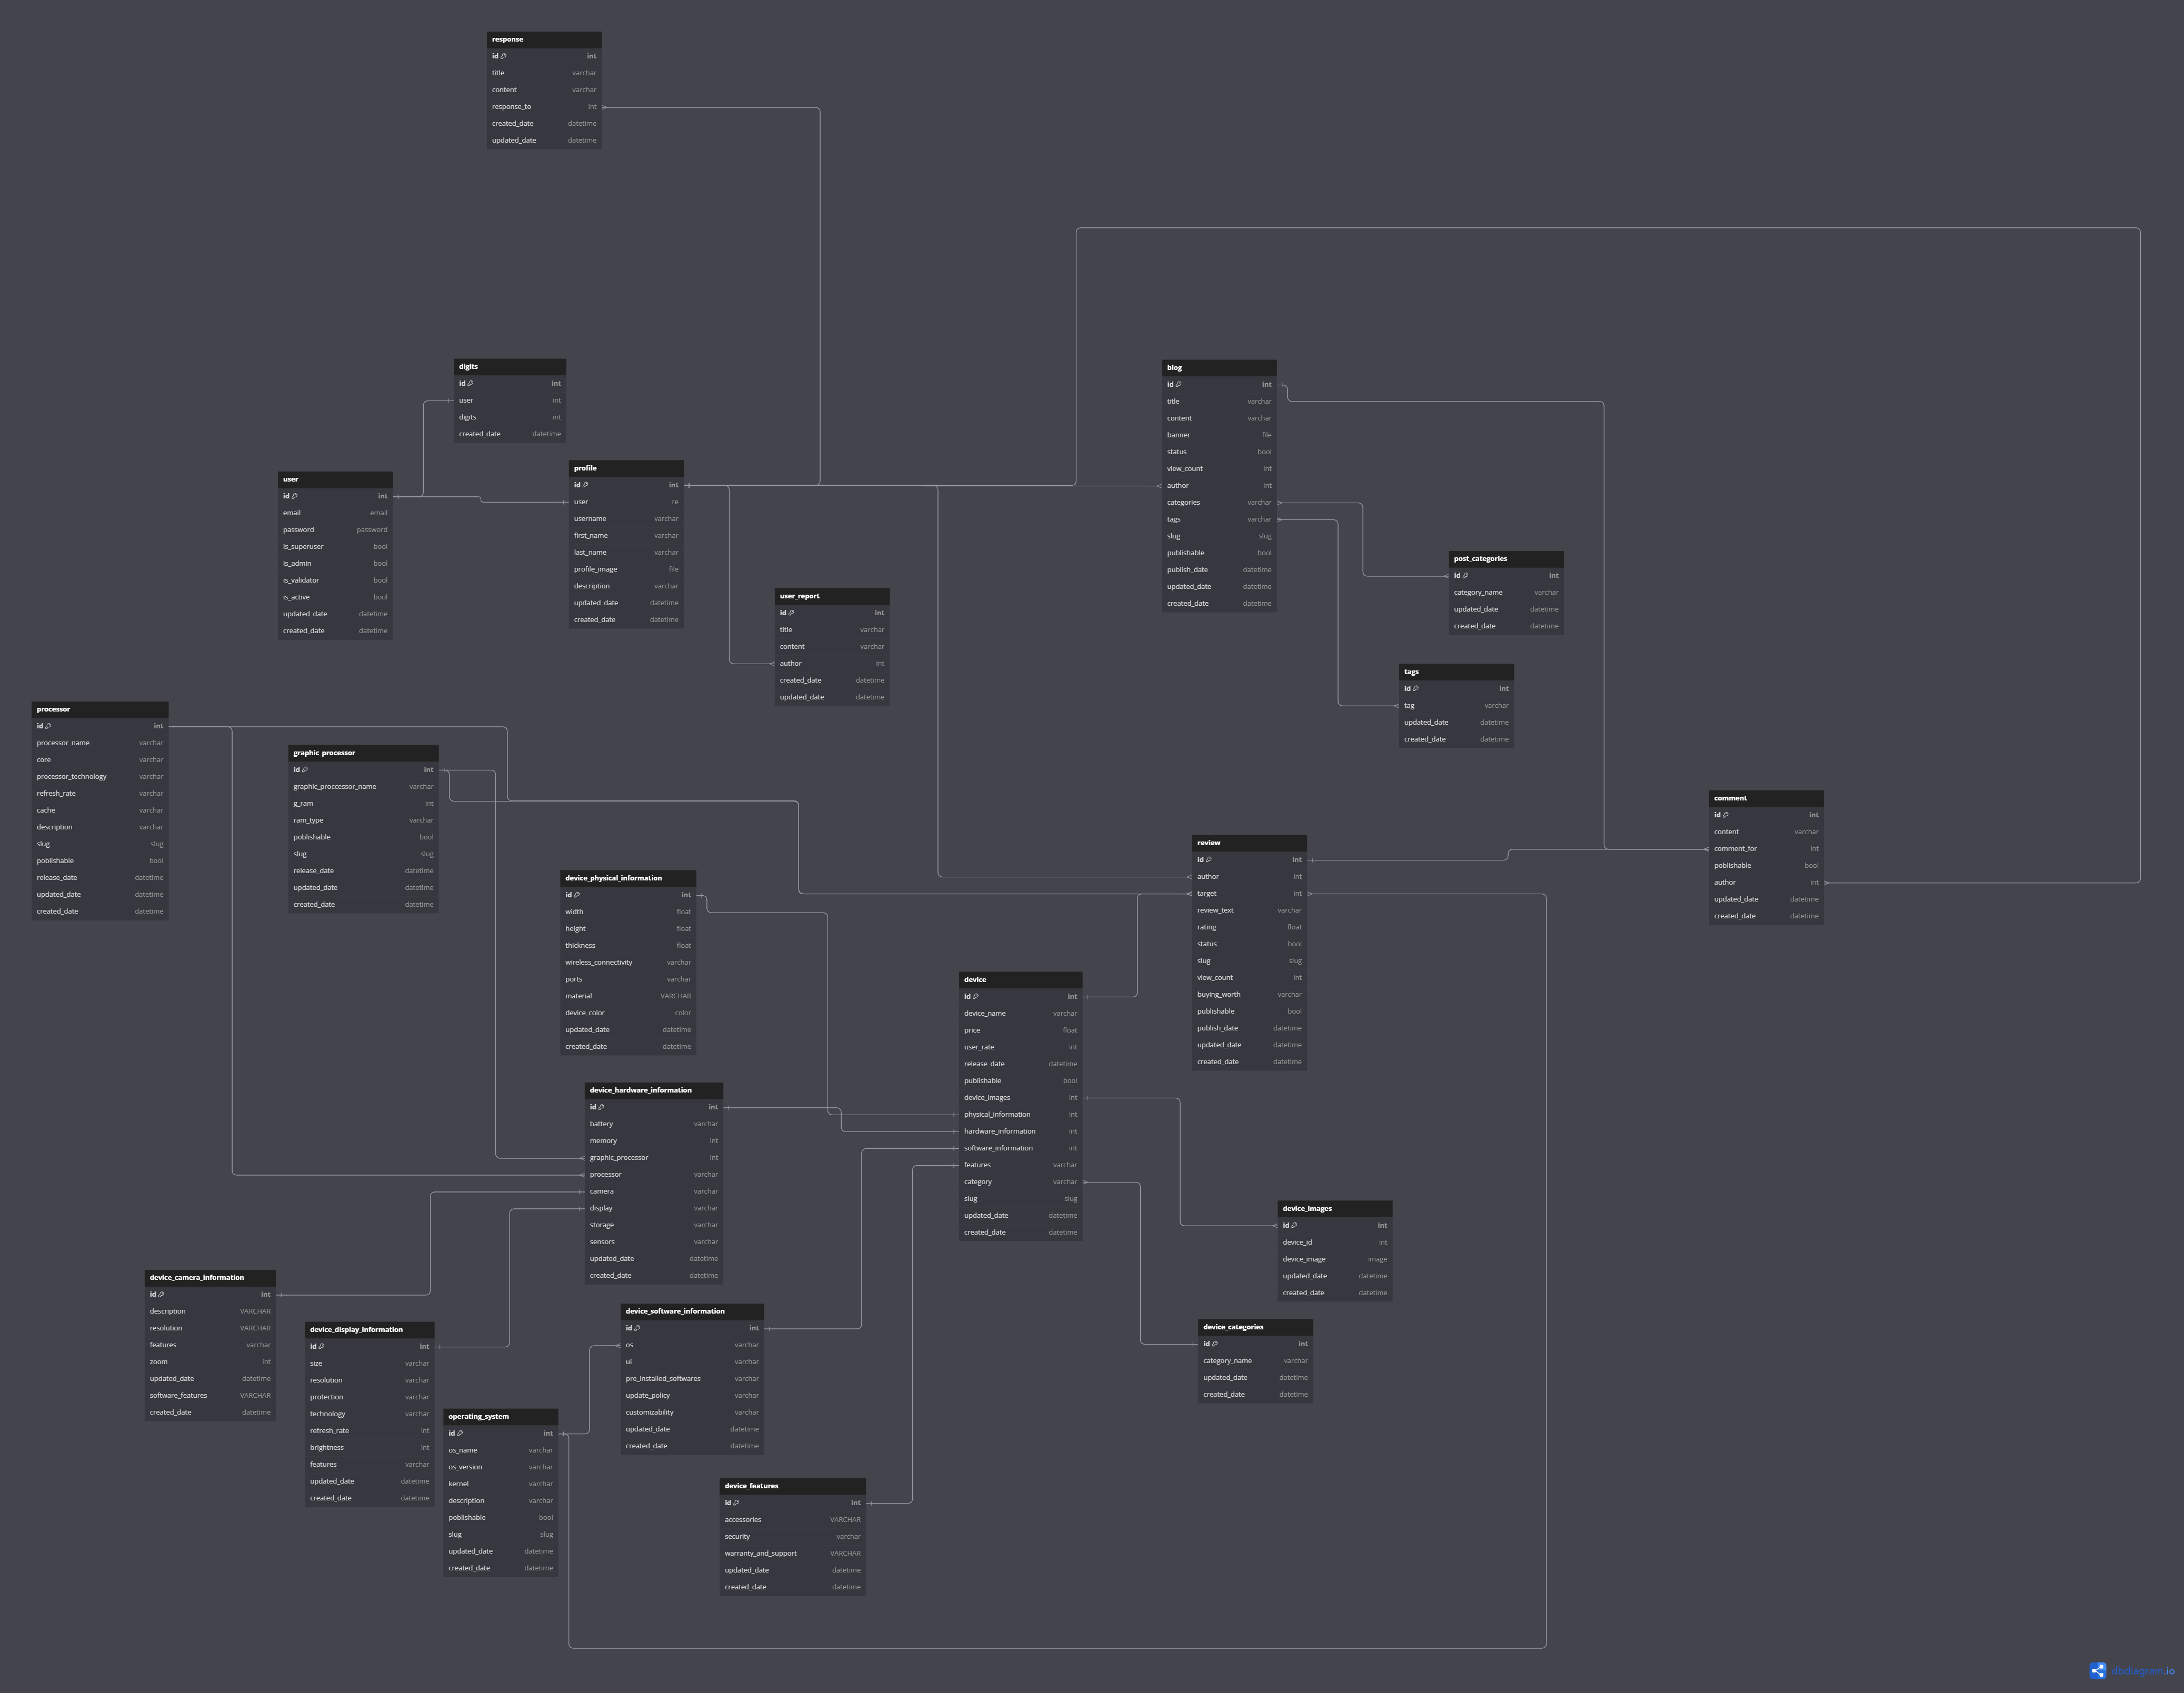 response
id int
title varchar
content varchar
response_to int
created_date datetime
updated_date datetime
digits
id int
user int
digits int
created_date datetime
blog
id int
title varchar
content varchar
banner file
status bool
view_count int
author int
categories varchar
tags varchar
slug slug
publishable bool
publish_date datetime
updated_date datetime
created_date datetime
user
id int
email email
password password
is_superuser bool
is_admin bool
is_validator bool
is_active bool
updated_date datetime
created_date datetime
profile
id int
user re
username varchar
first_name varchar
last_name varchar
profile_image file
description varchar
updated_date datetime
created_date datetime
user_report
id int
title varchar
content varchar
author int
created_date datetime
updated_date datetime
post_categories
id int
category_name varchar
updated_date datetime
created_date datetime
tags
id int
tag varchar
updated_date datetime
created_date datetime
processor
id int
processor_name varchar
core varchar
processor_technology varchar
refresh_rate varchar
cache varchar
description varchar
slug slug
poblishable bool
release_date datetime
updated_date datetime
created_date datetime
graphic_processor
id int
graphic_proccessor_name varchar
g_ram int
ram_type varchar
poblishable bool
slug slug
release_date datetime
updated_date datetime
created_date datetime
comment
id int
content varchar
comment_for int
poblishable bool
author int
updated_date datetime
created_date datetime
review
id int
author int
target int
review_text varchar
rating float
status bool
slug slug
view_count int
buying_worth varchar
publishable bool
publish_date datetime
updated_date datetime
created_date datetime
device_physical_information
id int
width float
height float
thickness float
wireless_connectivity varchar
ports varchar
material VARCHAR
device_color color
updated_date datetime
created_date datetime
device
id int
device_name varchar
price float
user_rate int
release_date datetime
publishable bool
device_images int
physical_information int
hardware_information int
software_information int
features varchar
category varchar
slug slug
updated_date datetime
created_date datetime
device_hardware_information
id int
battery varchar
memory int
graphic_processor int
processor varchar
camera varchar
display varchar
storage varchar
sensors varchar
updated_date datetime
created_date datetime
device_images
id int
device_id int
device_image image
updated_date datetime
created_date datetime
device_camera_information
id int
description VARCHAR
resolution VARCHAR
features varchar
zoom int
updated_date datetime
software_features VARCHAR
created_date datetime
device_display_information
id int
size varchar
resolution varchar
protection varchar
technology varchar
refresh_rate int
brightness int
features varchar
updated_date datetime
created_date datetime
device_software_information
id int
os varchar
ui varchar
pre_installed_softwares varchar
update_policy varchar
customizability varchar
updated_date datetime
created_date datetime
device_categories
id int
category_name varchar
updated_date datetime
created_date datetime
operating_system
id int
os_name varchar
os_version varchar
kernel varchar
description varchar
poblishable bool
slug slug
updated_date datetime
created_date datetime
device_features
id int
accessories VARCHAR
security varchar
warranty_and_support VARCHAR
updated_date datetime
created_date datetime
dbdiagram.io